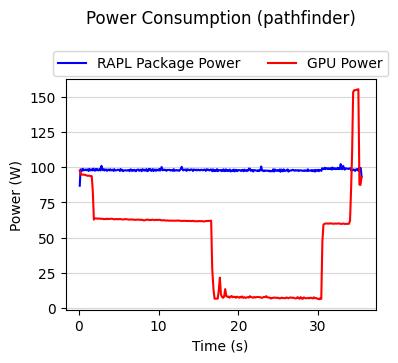 Power Consumption (pathfinder)
RAPL Package Power
GPU Power
150
125
100
75
50
25
0
Power (W)
0
10
20
30
Time (s)